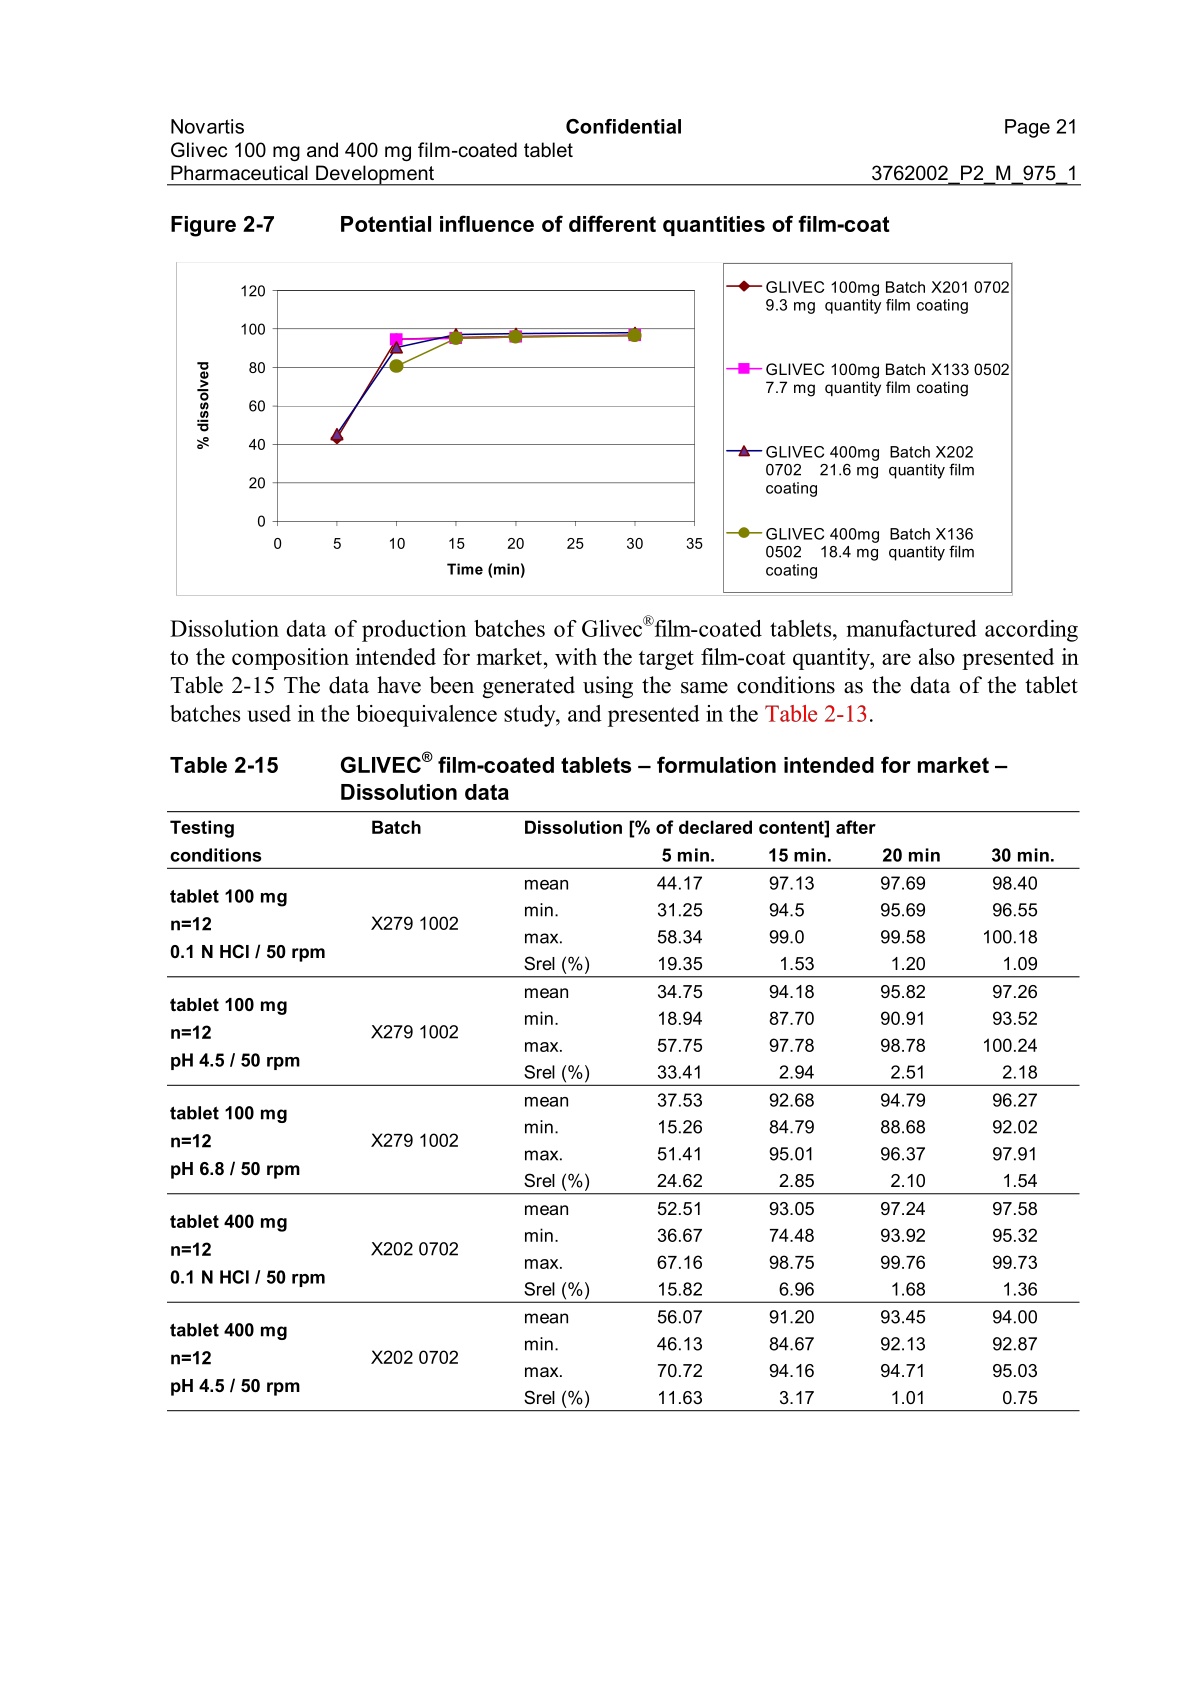 Novartis Confidential Page 21
Glivec 100 mg and 400 mg film-coated tablet
Pharmaceutical Development 3762002_P2_M_975_1
Figure 2-7 Potential influence of different quantities of film-coat
120
100
80
60
40
20
0
% dissolved
0 5 10 15 20 25 30 35
Time (min)
GLIVEC 100mg Batch X201 0702
9.3 mg quantity film coating
GLIVEC 100mg Batch X133 0502
7.7 mg quantity film coating
GLIVEC 400mg Batch X202
0702 21.6 mg quantity film
coating
GLIVEC 400mg Batch X136
0502 18.4 mg quantity film
coating
Dissolution data of production batches of Glivec®film-coated tablets, manufactured according
to the composition intended for market, with the target film-coat quantity, are also presented in
Table 2-15 The data have been generated using the same conditions as the data of the tablet
batches used in the bioequivalence study, and presented in the Table 2-13.
Table 2-15 GLIVEC® film-coated tablets – formulation intended for market –
Dissolution data
Testing Batch Dissolution [% of declared content] after
conditions 5 min. 15 min. 20 min 30 min.
tablet 100 mg
n=12
0.1 N HCl / 50 rpm
X279 1002
mean 44.17 97.13 97.69 98.40
min. 31.25 94.5 95.69 96.55
max. 58.34 99.0 99.58 100.18
Srel (%) 19.35 1.53 1.20 1.09
tablet 100 mg
n=12
pH 4.5 / 50 rpm
X279 1002
mean 34.75 94.18 95.82 97.26
min. 18.94 87.70 90.91 93.52
max. 57.75 97.78 98.78 100.24
Srel (%) 33.41 2.94 2.51 2.18
tablet 100 mg
n=12
pH 6.8 / 50 rpm
X279 1002
mean 37.53 92.68 94.79 96.27
min. 15.26 84.79 88.68 92.02
max. 51.41 95.01 96.37 97.91
Srel (%) 24.62 2.85 2.10 1.54
tablet 400 mg
n=12
0.1 N HCl / 50 rpm
X202 0702
mean 52.51 93.05 97.24 97.58
min. 36.67 74.48 93.92 95.32
max. 67.16 98.75 99.76 99.73
Srel (%) 15.82 6.96 1.68 1.36
tablet 400 mg
n=12
pH 4.5 / 50 rpm
X202 0702
mean 56.07 91.20 93.45 94.00
min. 46.13 84.67 92.13 92.87
max. 70.72 94.16 94.71 95.03
Srel (%) 11.63 3.17 1.01 0.75